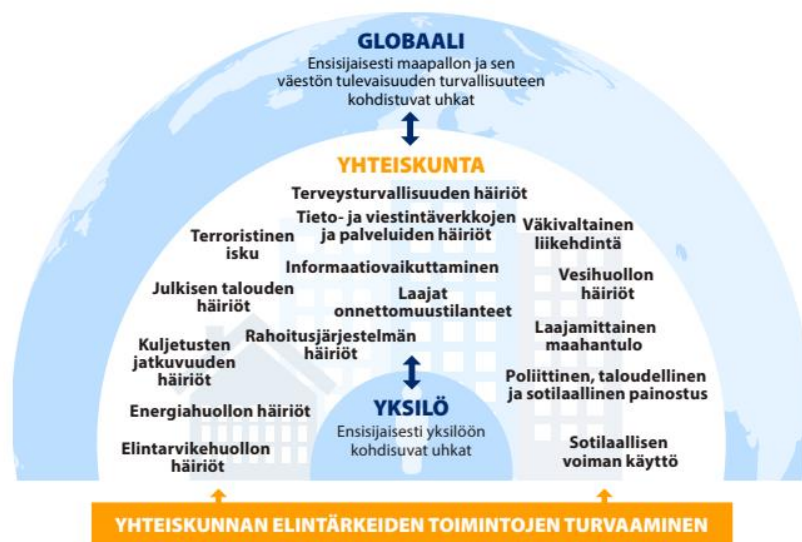 GLOBAALI
Ensisijaisesti maapallon ja sen
väestön tulevaisuuden turvallisuuteen
kohdistuvat uhkat
YHTEISKUNTA
Terveysturvallisuuden häiriöt
Tieto- ja viestintäverkkojen
ja palveluiden häiriöt
Väkivaltainen
liikehdintä
Terroristinen
isku
Informaatiovaikuttaminen
Vesihuollon
häiriöt
Julkisen talouden
häiriöt
Laajat
onnettomuustilanteet
Laajamittainen
maahantulo
Rahoitusjärjestelmän
häiriöt
Kuljetusten
jatkuvuuden
häiriöt
Poliittinen, taloudellinen
ja sotilaallinen painostus
YKSILÖ
Ensisijaisesti yksilöön
kohdisuvat uhkat
Energiahuollon häiriöt
Elintarvikehuollon
häiriöt
Sotilaallisen
voiman käyttö
YHTEISKUNNAN ELINTÄRKEIDEN TOIMINTOJEN TURVAAMINEN